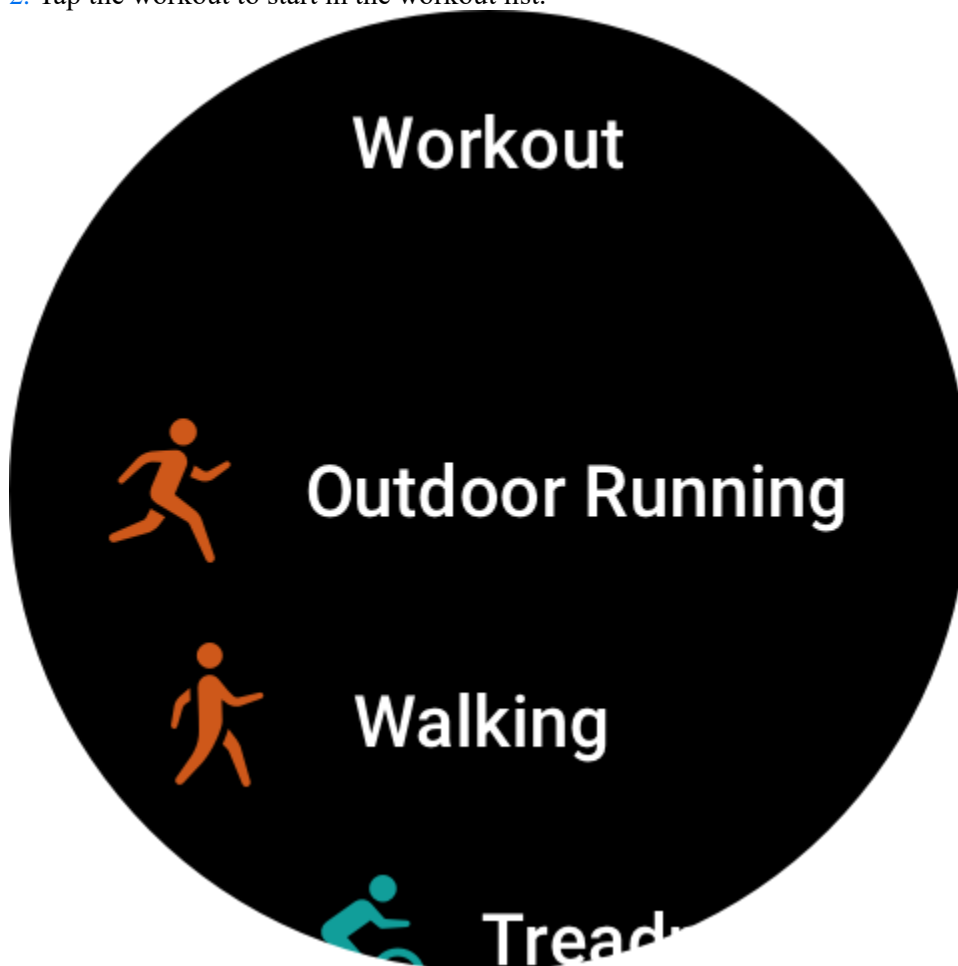 2. Tap the workout to start in the workout list.
Workout
Outdoor Running
Walking